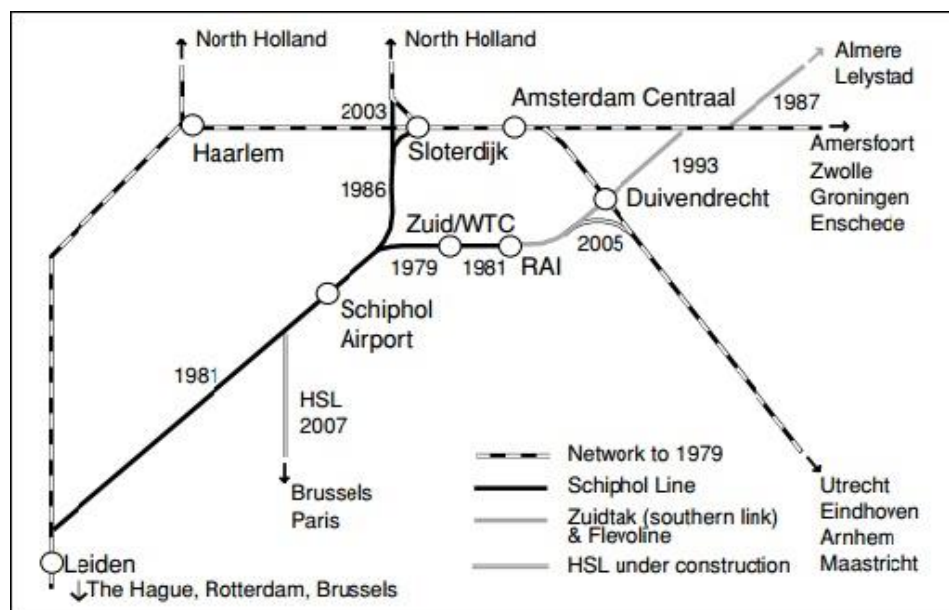 North Holland
North Holland
Almere
Lelystad
1987
Amsterdam Centraal
2003
Haarlem
Sloterdijk
Amersfoort
Zwolle
Groningen
Enschede
1993
1986
Duivendrecht
Zuid/WTC
2005
1979
1981
RAI
Schiphol
Airport
1981
HSL
2007
Network to 1979
Schiphol Line
Zuidtak (southern link)
& Flevoline
HSL under construction
Brussels
Paris
Utrecht
Eindhoven
Arnhem
Maastricht
Leiden
The Hague, Rotterdam, Brussels